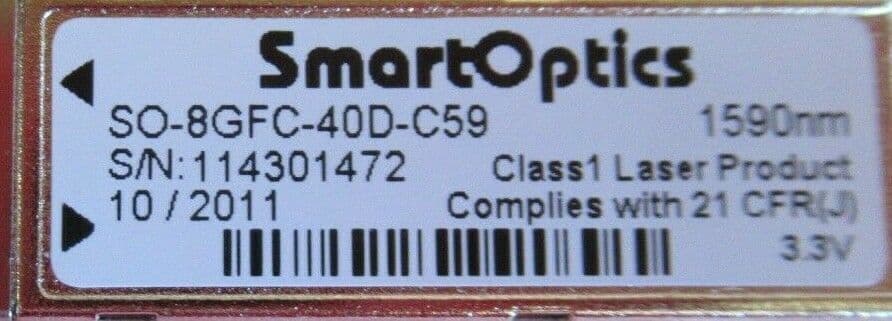 SmartOptics
SO-8GFC-40D-C59 1590nm
S/N:114301472 Class1 Laser Product
10 / 2011 Complies with 21 CFR(J)
3.3V